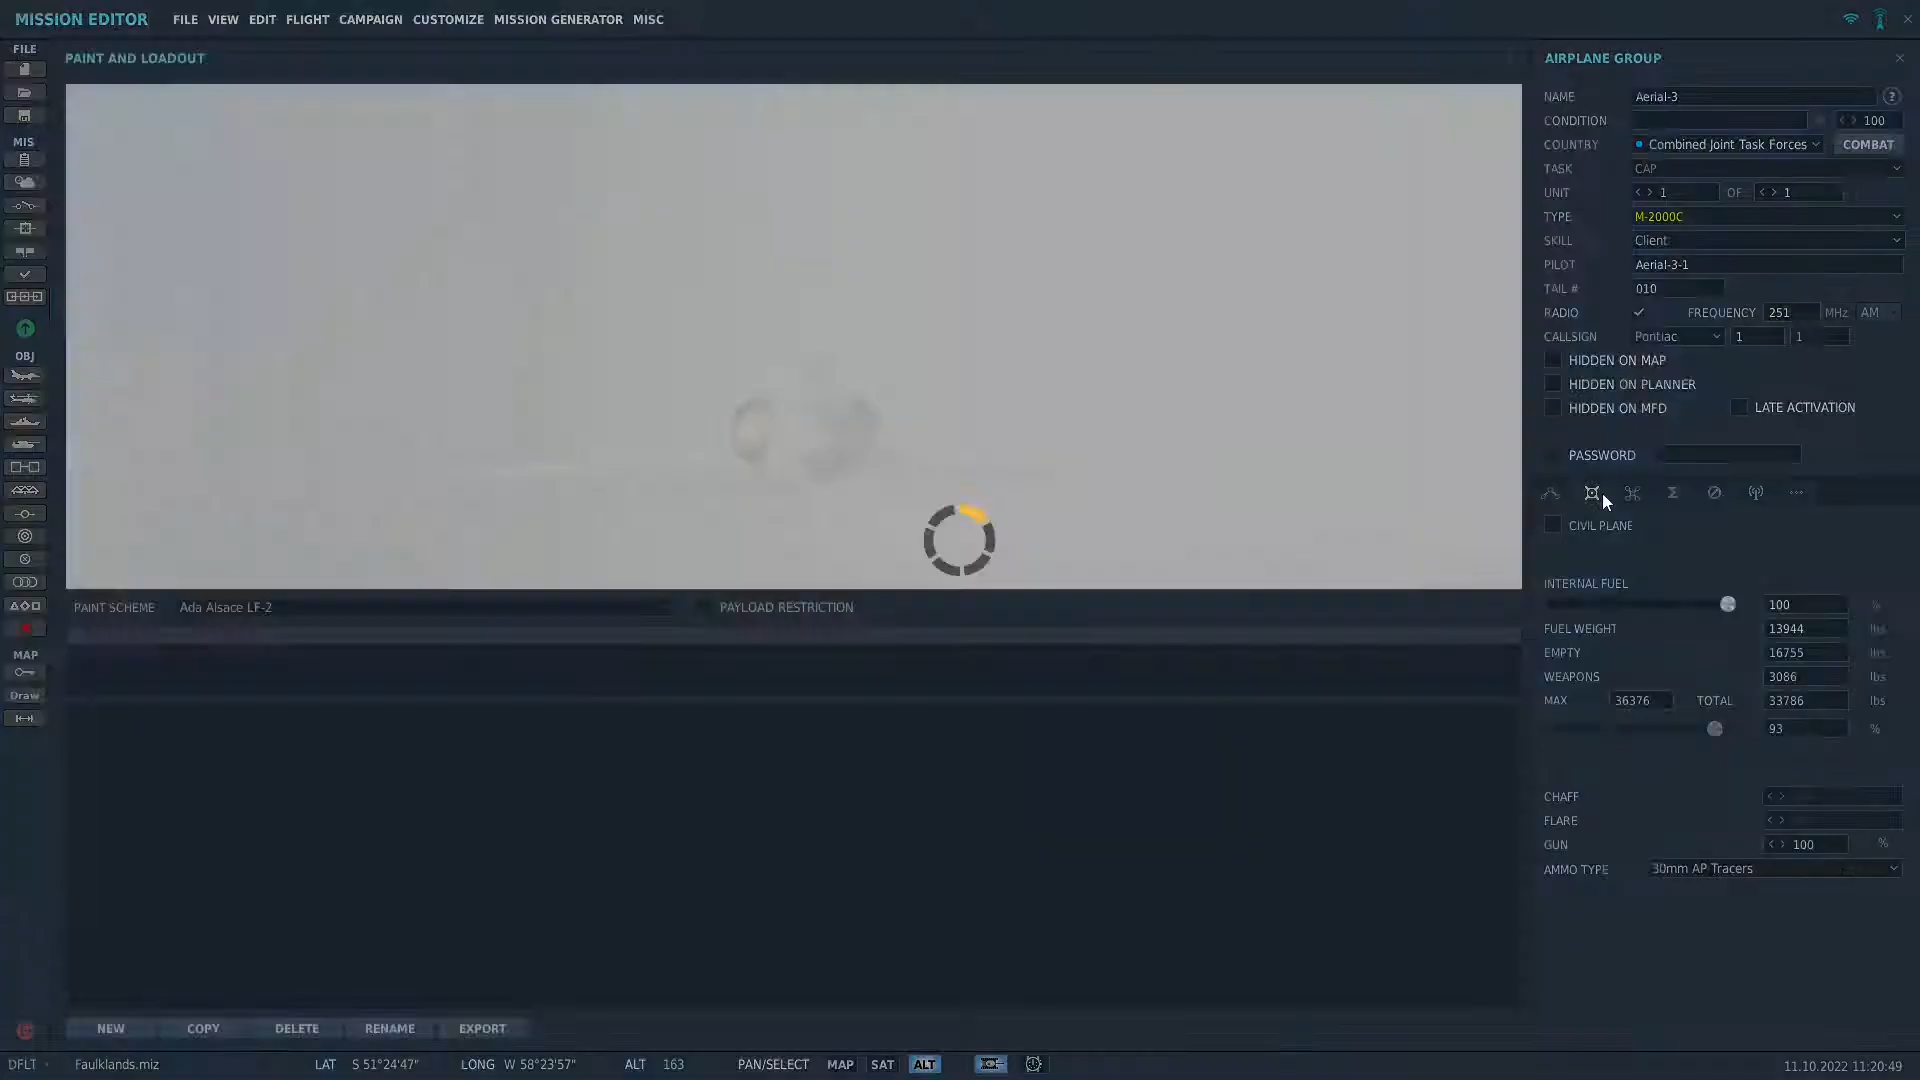 MISSION EDITOR FILE VIEW EDIT FLIGHT CAMPAIGN CUSTOMIZE MISSION GENERATOR MISC
FILE
MIS
OBJ
MAP
Draw
PAINT AND LOADOUT
PAINT SCHEME Ada Alsace LF-2 PAYLOAD RESTRICTION
NEW COPY DELETE RENAME EXPORT
AIRPLANE GROUP
NAME Aerial-3 ?
CONDITION < > 100
COUNTRY Combined Joint Task Forces COMBAT
TASK CAP
UNIT < > 1 OF < > 1
TYPE M-2000C
SKILL Client
PILOT Aerial-3-1
TAIL # 010
RADIO FREQUENCY 251 MHz AM
CALLSIGN Pontiac 1 1
HIDDEN ON MAP
HIDDEN ON PLANNER
HIDDEN ON MFD LATE ACTIVATION
PASSWORD
CIVIL PLANE
INTERNAL FUEL
100 %
FUEL WEIGHT 13944 lbs
EMPTY 16755 lbs
WEAPONS 3086 lbs
MAX 36376 TOTAL 33786 lbs
93 %
CHAFF < >
FLARE < >
GUN < > 100 %
AMMO TYPE 30mm AP Tracers
DFLT Faulklands.miz LAT S 51°24'47" LONG W 58°23'57" ALT 163 PAN/SELECT MAP SAT ALT 11.10.2022 11:20:49